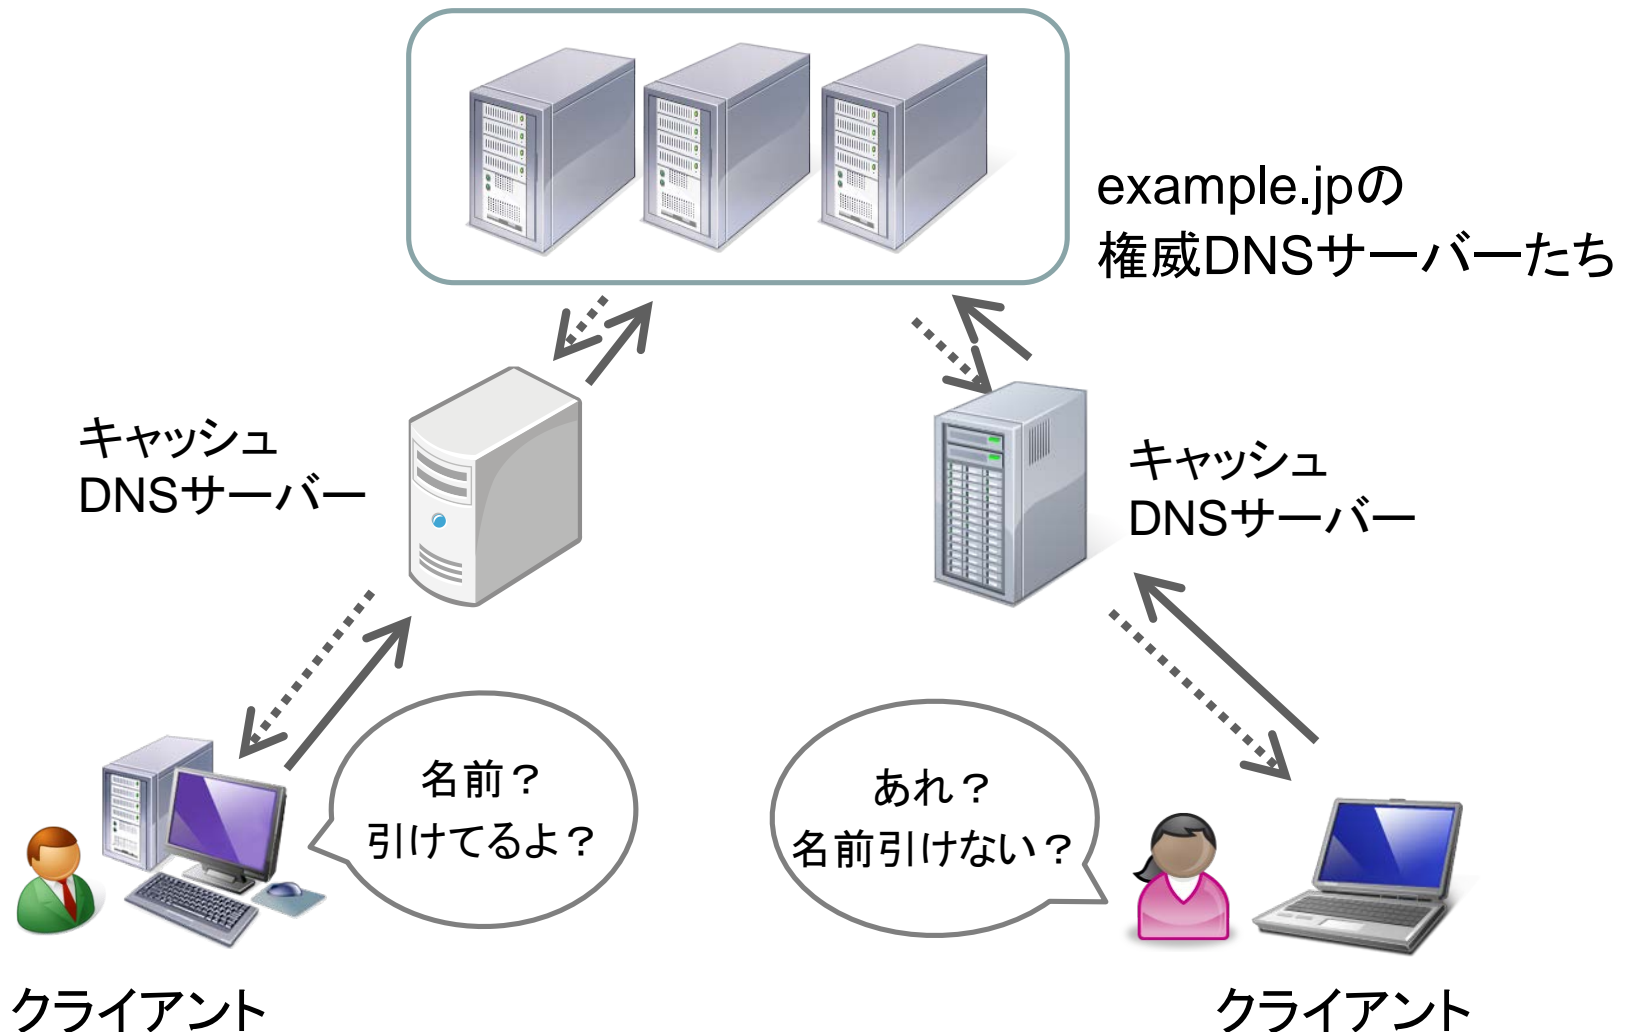 example.jpの
権威DNSサーバーたち
キャッシュ
DNSサーバー
キャッシュ
DNSサーバー
名前？
引けてるよ？
あれ？
名前引けない？
クライアント
クライアント